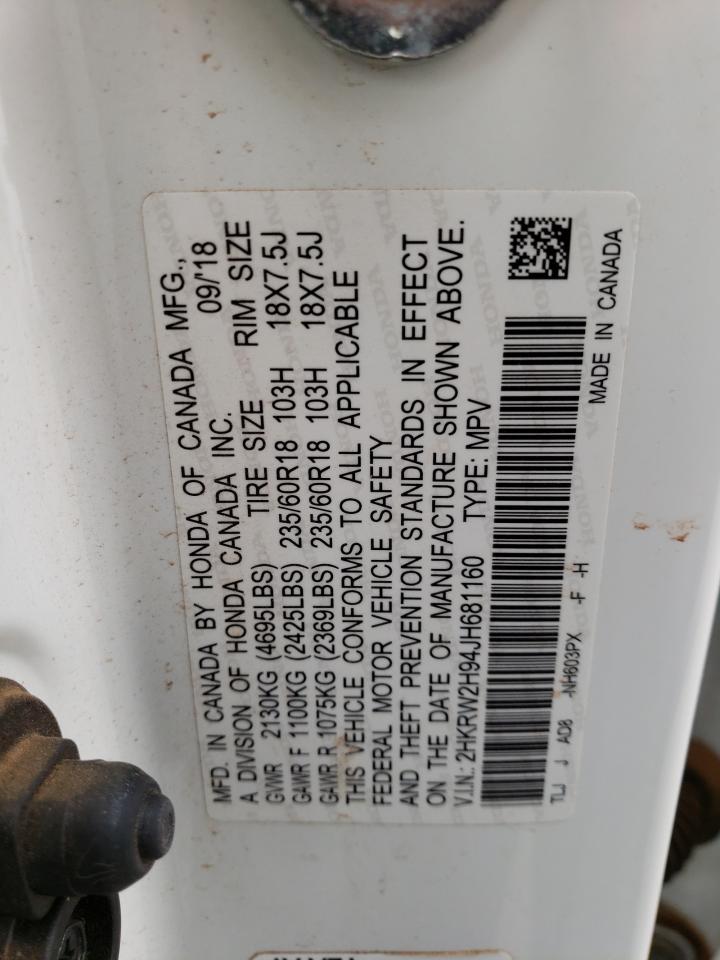 MFD. IN CANADA BY HONDA OF CANADA MFG.,
A DIVISION OF HONDA CANADA INC. 09/'18
GVWR 2130KG (4695LBS) TIRE SIZE RIM SIZE
GAWR F 1100KG (2425LBS) 235/60R18 103H 18X7.5J
GAWR R 1075KG (2369LBS) 235/60R18 103H 18X7.5J
THIS VEHICLE CONFORMS TO ALL APPLICABLE
FEDERAL MOTOR VEHICLE SAFETY
AND THEFT PREVENTION STANDARDS IN EFFECT
ON THE DATE OF MANUFACTURE SHOWN ABOVE.
V.I.N.: 2HKRW2H94JH681160 TYPE: MPV
TLJ J AD8 -NH603PX -F -H
MADE IN CANADA